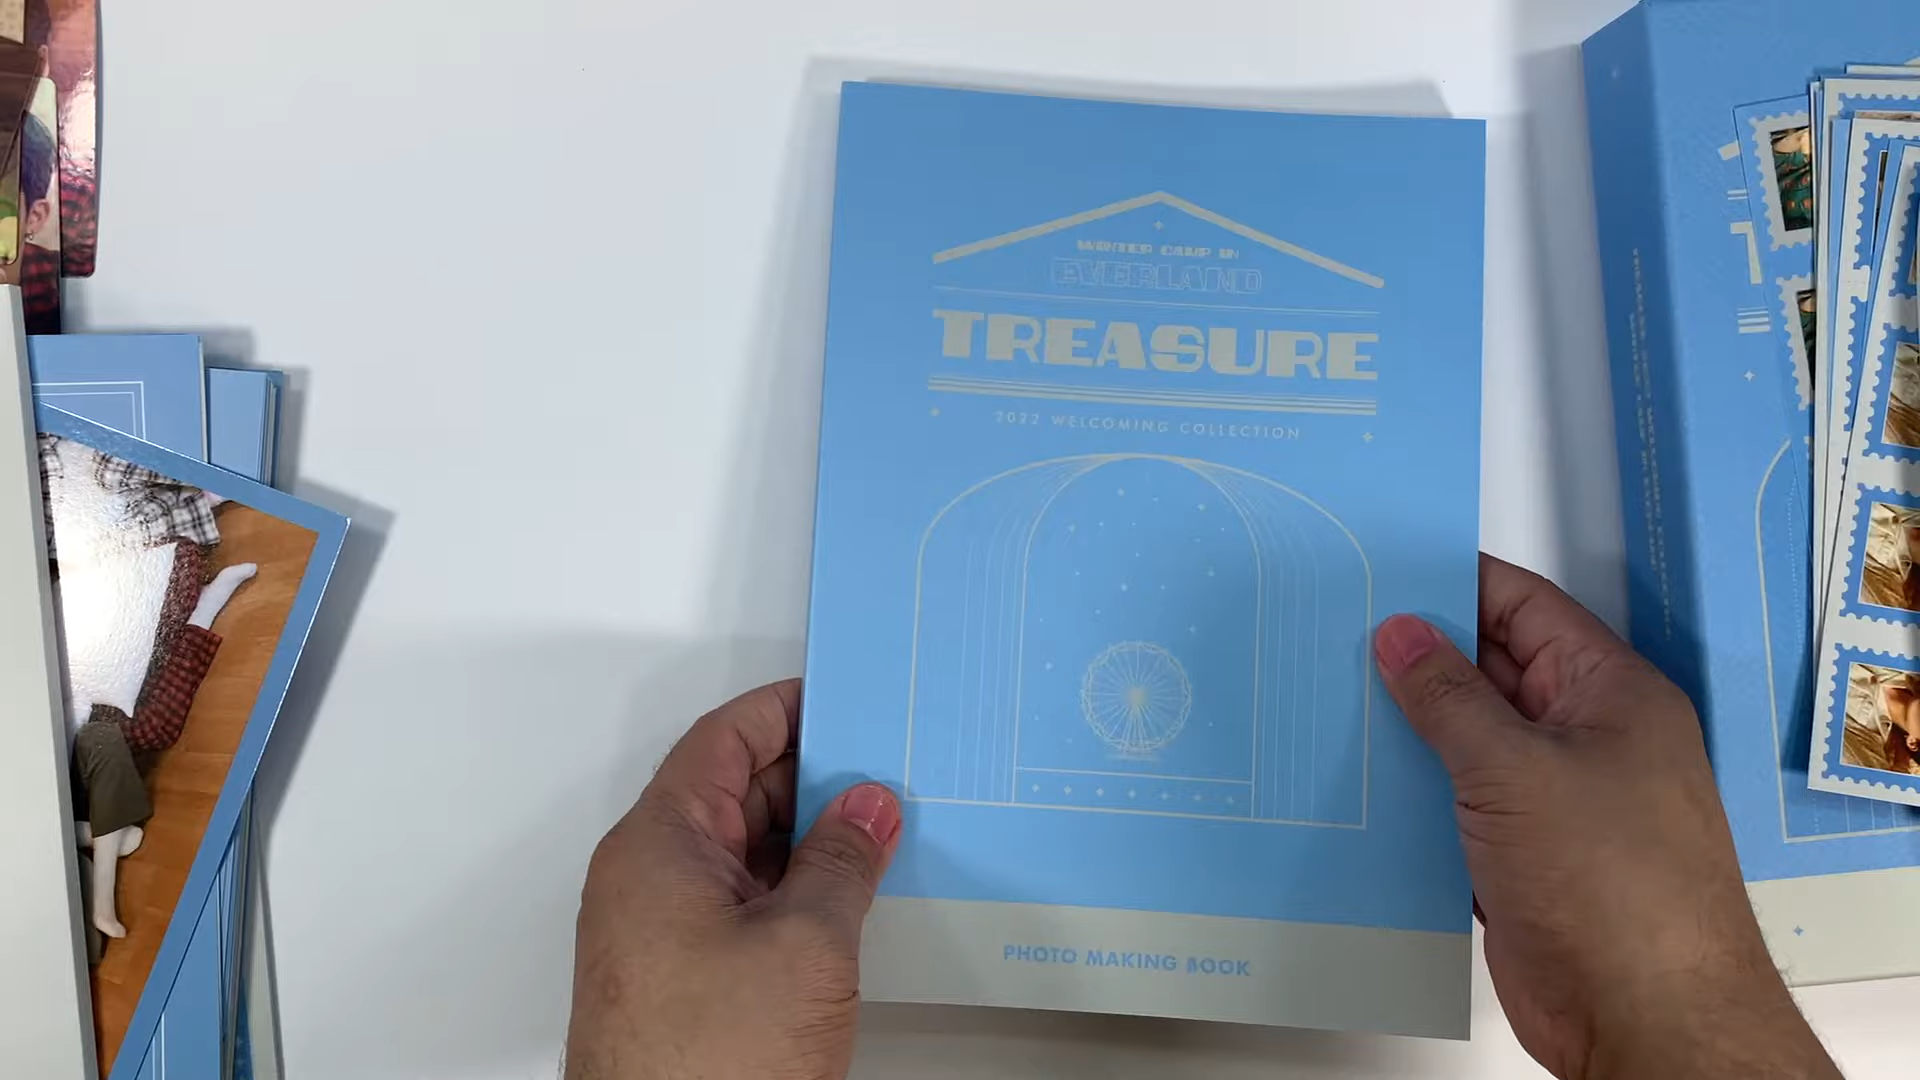 WINTER CAMP IN
EVERLAND
TREASURE
2022 WELCOMING COLLECTION
PHOTO MAKING BOOK